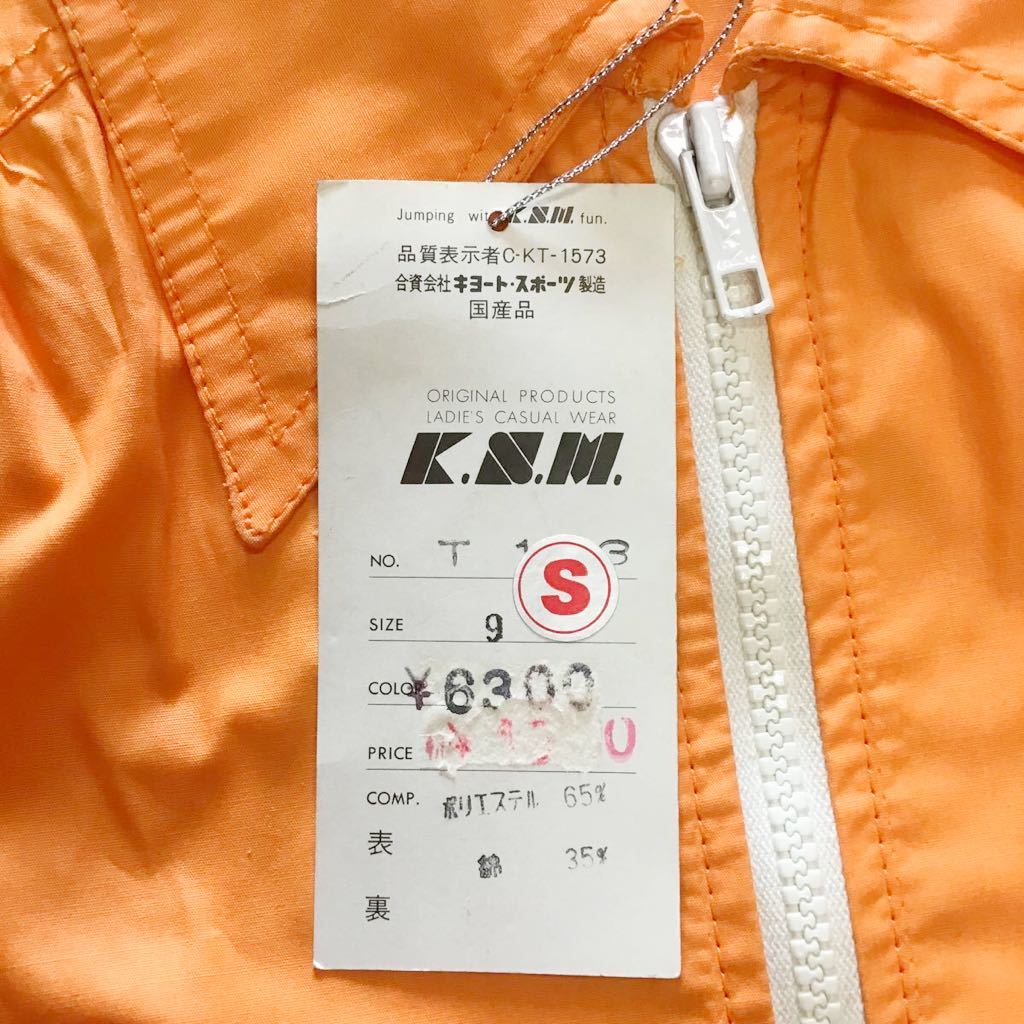 Jumping with K.S.M. fun.
品質表示者C-KT-1573
合資会社キヨート・スポーツ製造
国産品
ORIGINAL PRODUCTS
LADIE'S CASUAL WEAR
K.S.M.
NO. T 1 3
S
SIZE 9
COLOR ¥6300
PRICE
COMP. ポリエステル 65%
表 綿 35%
裏